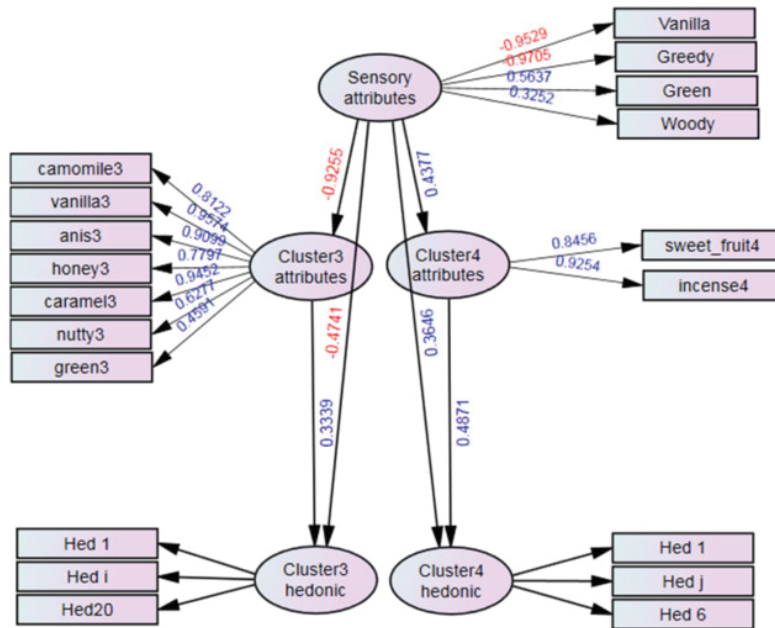 Vanilla
-0.9529
Greedy
-0.9705
Sensory
attributes
0.5637
Green
0.3252
Woody
camomile3
-0.9255
0.4377
0.8122
vanilla3
0.9574
anis3
0.9099
Cluster3
attributes
Cluster4
attributes
0.8456
sweet_fruit4
honey3
0.7797
0.9254
incense4
caramel3
0.9452
nutty3
0.6277
green3
0.4591
-0.4741
0.3646
0.3339
0.4871
Hed 1
Hed i
Hed20
Cluster3
hedonic
Cluster4
hedonic
Hed 1
Hed j
Hed 6